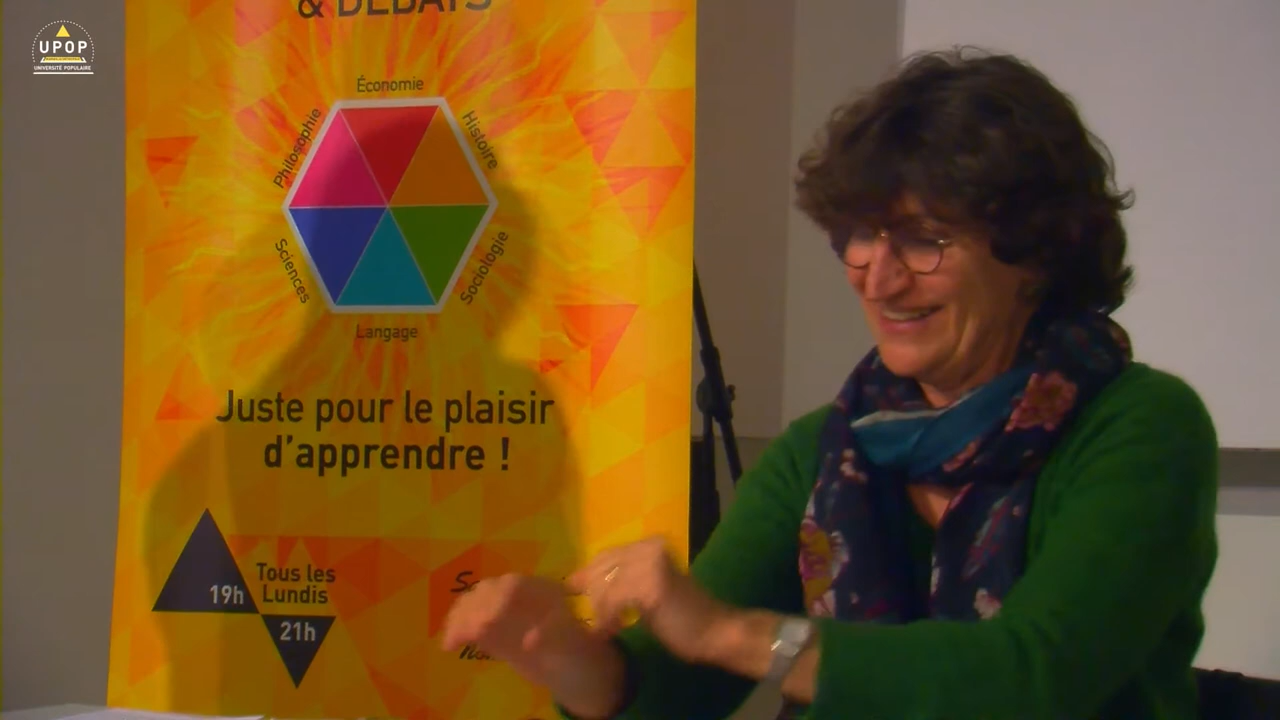 UPOP
UNIVERSITÉ POPULAIRE
& DÉBATS
Économie
Philosophie
Histoire
Sciences
Sociologie
Langage
Juste pour le plaisir
d'apprendre !
19h
Tous les
Lundis
21h